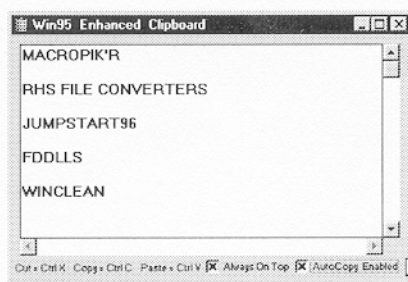 Win95 Enhanced Clipboard
MACROPIK'R
RHS FILE CONVERTERS
JUMPSTART96
FDDLLS
WINCLEAN
Cut = Ctrl X Copy = Ctrl C Paste = Ctrl V Always On Top AutoCopy Enabled